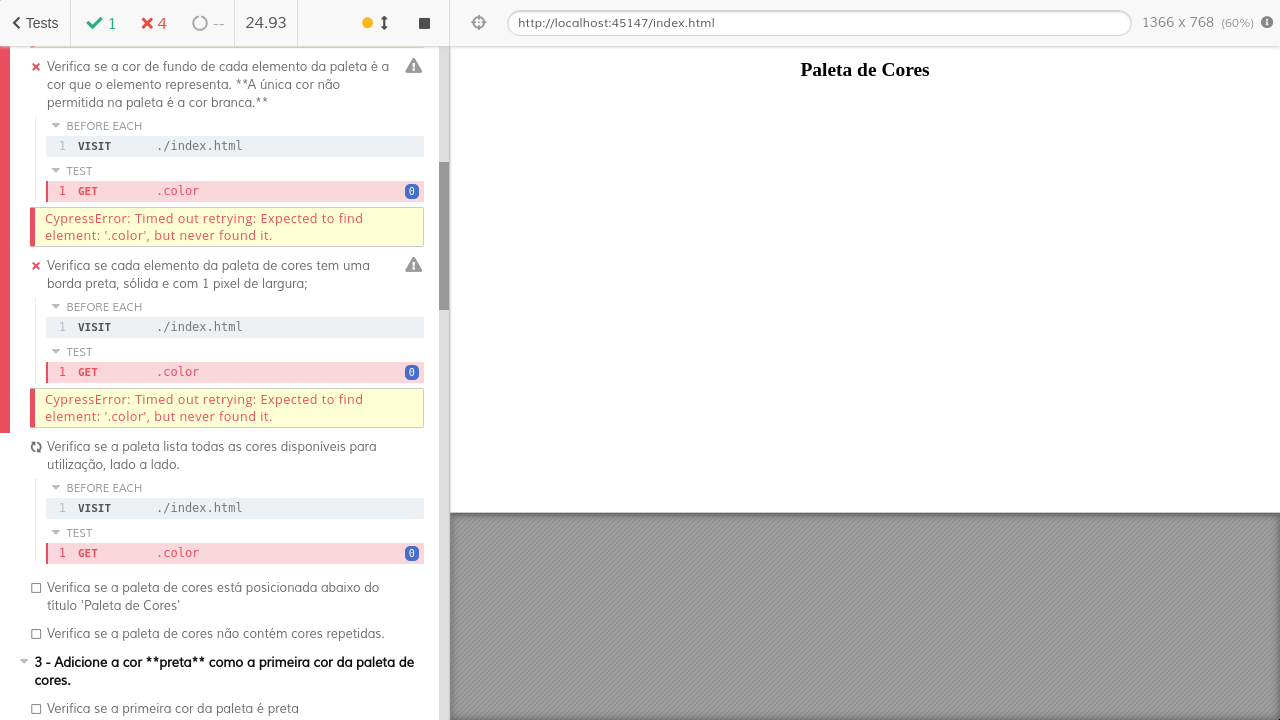 Tests
1
4
--
24.93
http://localhost:45147/index.html
1366 x 768 (60%)
Verifica se a cor de fundo de cada elemento da paleta é a
cor que o elemento representa. **A única cor não
permitida na paleta é a cor branca.**
BEFORE EACH
1 VISIT ./index.html
TEST
1 GET .color 0
CypressError: Timed out retrying: Expected to find
element: '.color', but never found it.
Verifica se cada elemento da paleta de cores tem uma
borda preta, sólida e com 1 pixel de largura;
BEFORE EACH
1 VISIT ./index.html
TEST
1 GET .color 0
CypressError: Timed out retrying: Expected to find
element: '.color', but never found it.
Verifica se a paleta lista todas as cores disponíveis para
utilização, lado a lado.
BEFORE EACH
1 VISIT ./index.html
TEST
1 GET .color 0
Verifica se a paleta de cores está posicionada abaixo do
título 'Paleta de Cores'
Verifica se a paleta de cores não contém cores repetidas.
3 - Adicione a cor **preta** como a primeira cor da paleta de
cores.
Verifica se a primeira cor da paleta é preta
Paleta de Cores